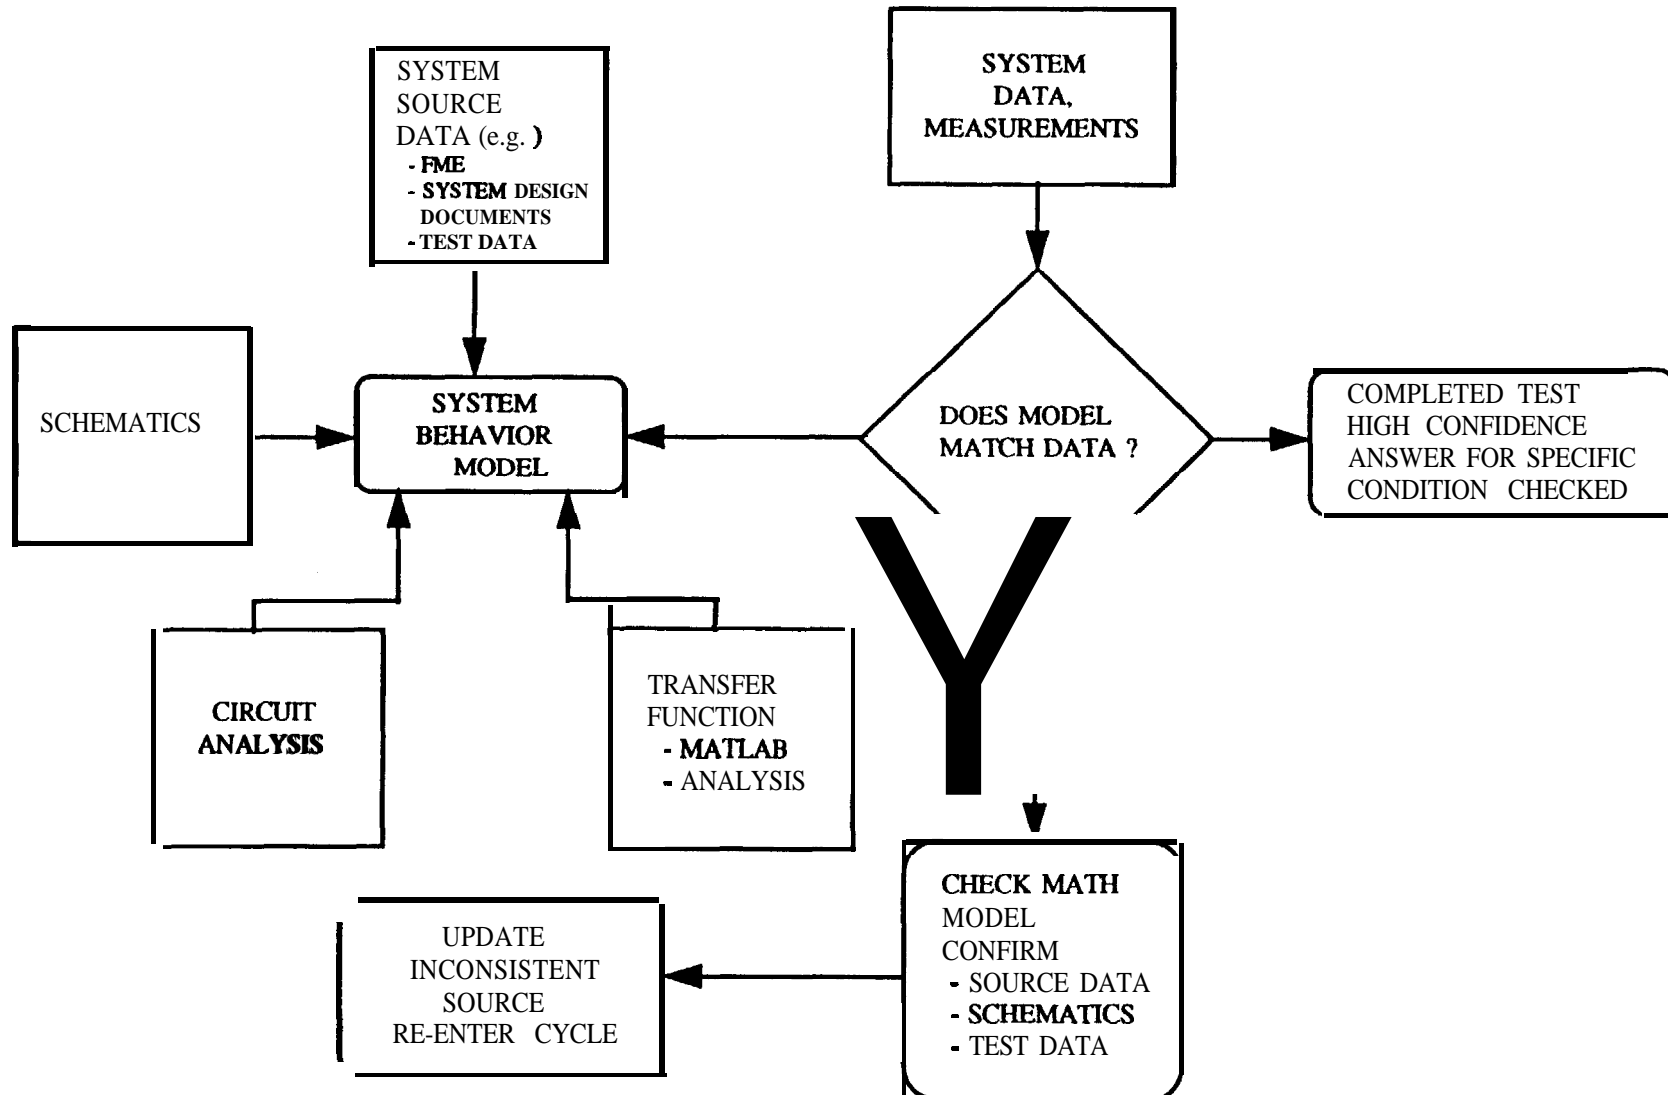 SYSTEM
SOURCE
DATA (e.g. )
- FME
- SYSTEM DESIGN
DOCUMENTS
- TEST DATA
SYSTEM
DATA,
MEASUREMENTS
SCHEMATICS
SYSTEM
BEHAVIOR
MODEL
DOES MODEL
MATCH DATA ?
COMPLETED TEST
HIGH CONFIDENCE
ANSWER FOR SPECIFIC
CONDITION CHECKED
Y
CIRCUIT
ANALYSIS
TRANSFER
FUNCTION
- MATLAB
- ANALYSIS
CHECK MATH
MODEL
CONFIRM
- SOURCE DATA
- SCHEMATICS
- TEST DATA
UPDATE
INCONSISTENT
SOURCE
RE-ENTER CYCLE